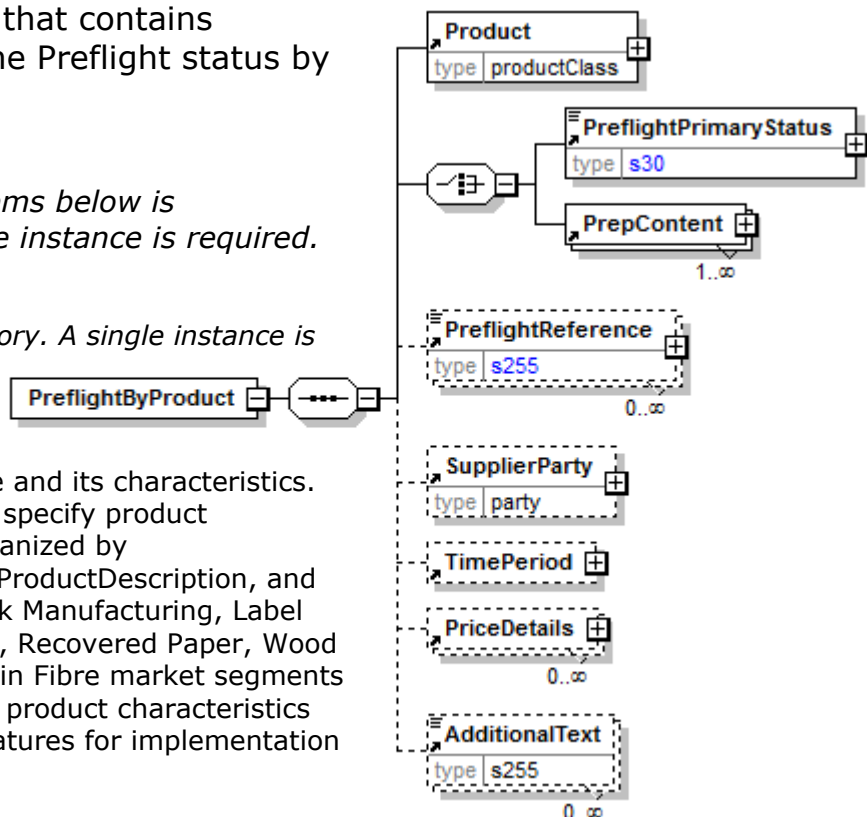 that contains
he Preflight status by
ms below is
e instance is required.
ory. A single instance is
e and its characteristics.
specify product
anized by
ProductDescription, and
k Manufacturing, Label
, Recovered Paper, Wood
in Fibre market segments
product characteristics
atures for implementation
PreflightByProduct
Product
type productClass
PreflightPrimaryStatus
type s30
PrepContent
1..∞
PreflightReference
type s255
0..∞
SupplierParty
type party
TimePeriod
PriceDetails
0..∞
AdditionalText
type s255
0..∞